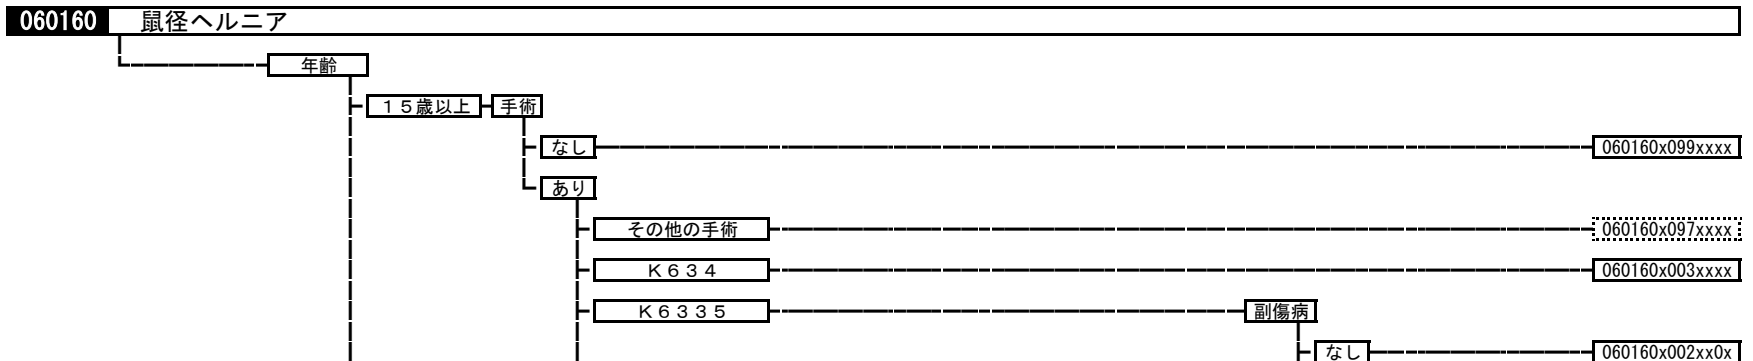 060160 鼠径ヘルニア
年齢
１５歳以上 手術
なし 060160x099xxxx
あり
その他の手術 060160x097xxxx
Ｋ６３４ 060160x003xxxx
Ｋ６３３５ 副傷病
なし 060160x002xx0x